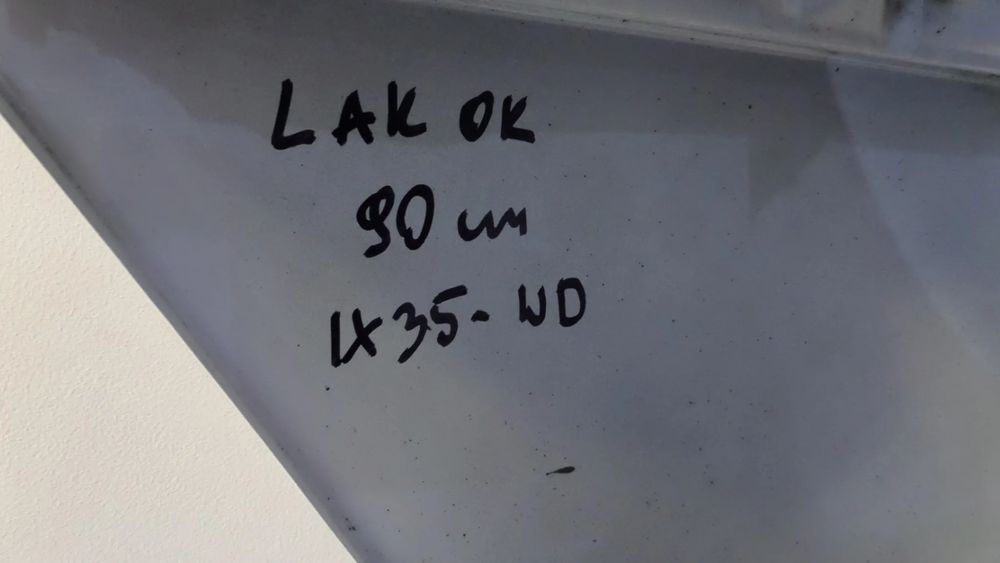 LAK OK
90 cm
IX35-WD